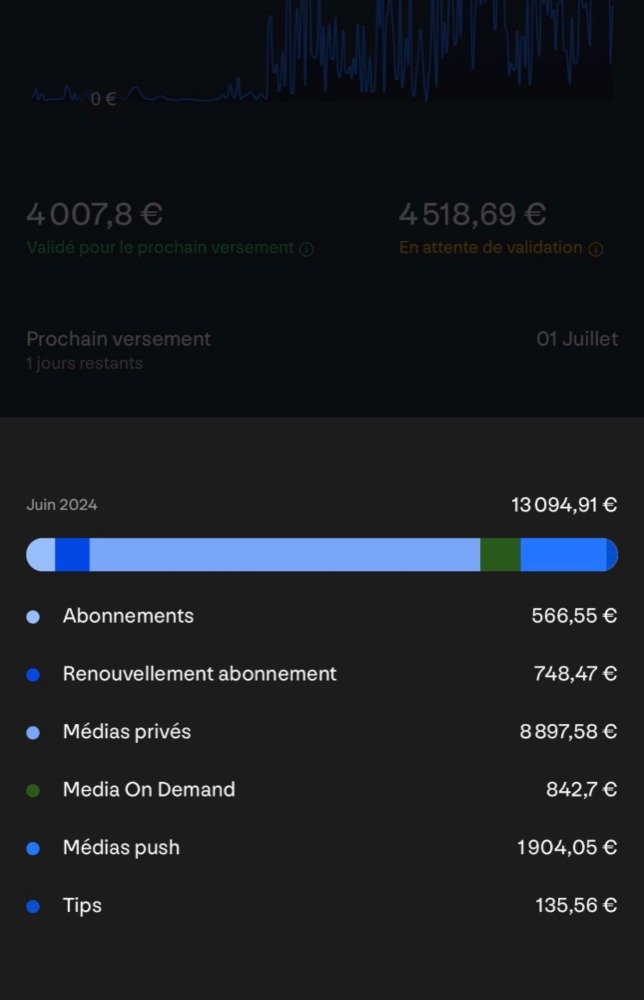 0 €
4 007,8 € 4 518,69 €
Validé pour le prochain versement En attente de validation
Prochain versement 01 Juillet
1 jours restants
Juin 2024 13 094,91 €
Abonnements 566,55 €
Renouvellement abonnement 748,47 €
Médias privés 8 897,58 €
Media On Demand 842,7 €
Médias push 1 904,05 €
Tips 135,56 €